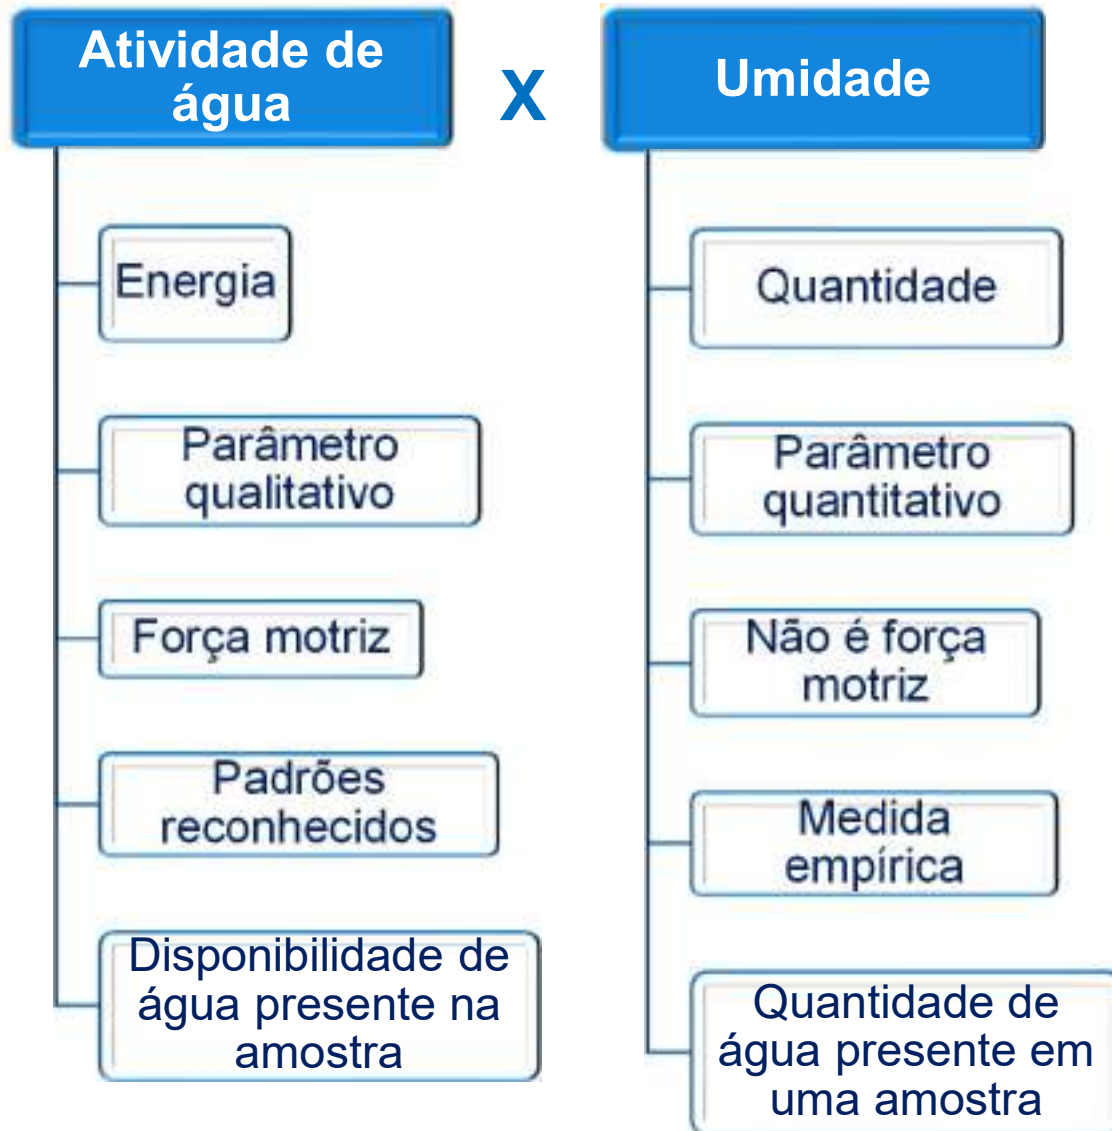 Atividade de
água
X
Umidade
Energia
Parâmetro
qualitativo
Força motriz
Padrões
reconhecidos
Disponibilidade de
água presente na
amostra
Quantidade
Parâmetro
quantitativo
Não é força
motriz
Medida
empírica
Quantidade de
água presente em
uma amostra